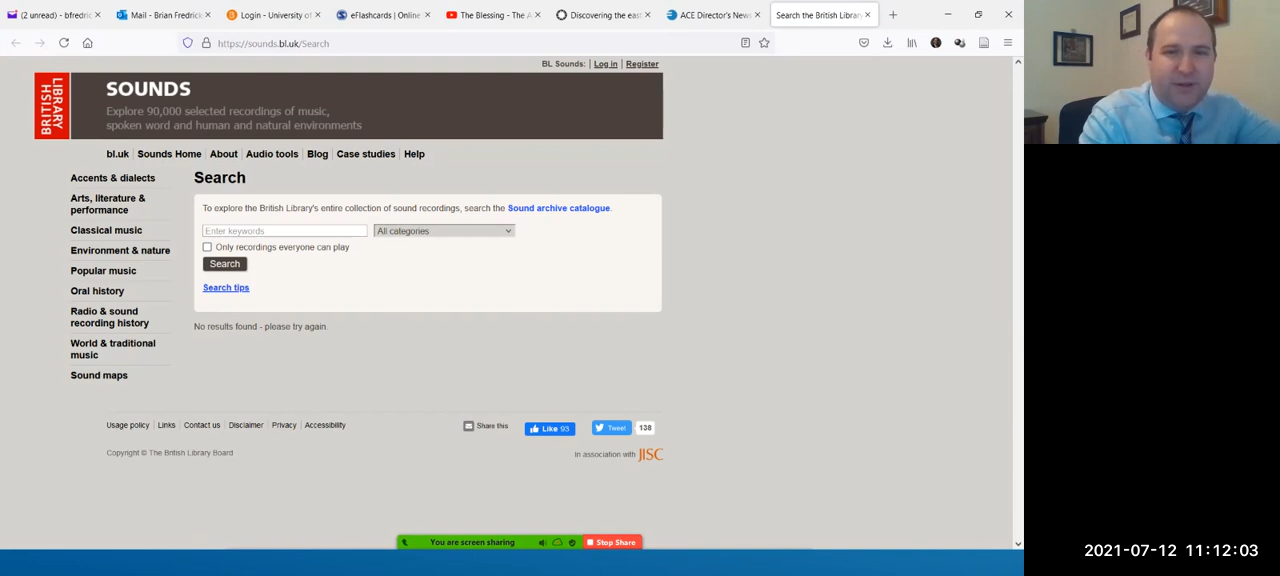 (2 unread) - bfredric
Mail - Brian Fredrick
Login - University of
eFlashcards | Online
The Blessing - The A
Discovering the east
ACE Director's News
Search the British Librar
https://sounds.bl.uk/Search
BL Sounds: | Log in | Register
LIBRARY
BRITISH
SOUNDS
Explore 90,000 selected recordings of music,
spoken word and human and natural environments
bl.uk | Sounds Home | About | Audio tools | Blog | Case studies | Help
Accents & dialects
Arts, literature &
performance
Classical music
Environment & nature
Popular music
Oral history
Radio & sound
recording history
World & traditional
music
Sound maps
Search
To explore the British Library's entire collection of sound recordings, search the Sound archive catalogue.
Enter keywords
All categories
Only recordings everyone can play
Search
Search tips
No results found - please try again.
Usage policy | Links | Contact us | Disclaimer | Privacy | Accessibility
Share this
Like 93
Tweet
138
Copyright © The British Library Board
in association with JISC
You are screen sharing
Stop Share
2021-07-12 11:12:03